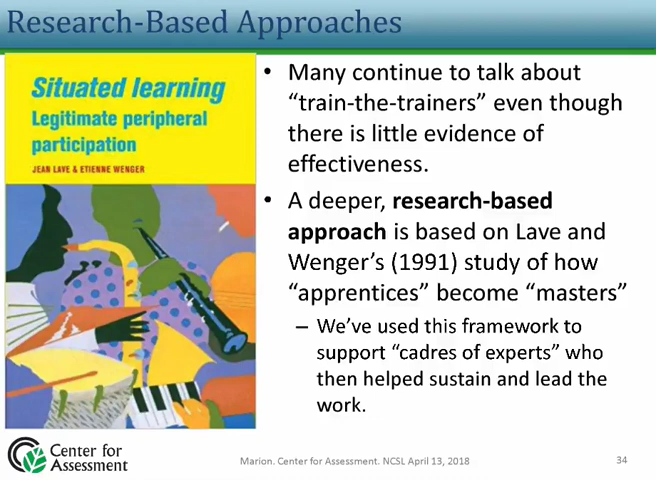 Research-Based Approaches
Situated learning
Legitimate peripheral
participation
JEAN LAVE & ETIENNE WENGER
• Many continue to talk about
“train-the-trainers” even though
there is little evidence of
effectiveness.
• A deeper, research-based
approach is based on Lave and
Wenger’s (1991) study of how
“apprentices” become “masters”
– We’ve used this framework to
support “cadres of experts” who
then helped sustain and lead the
work.
Center for
Assessment
Marion. Center for Assessment. NCSL April 13, 2018
34